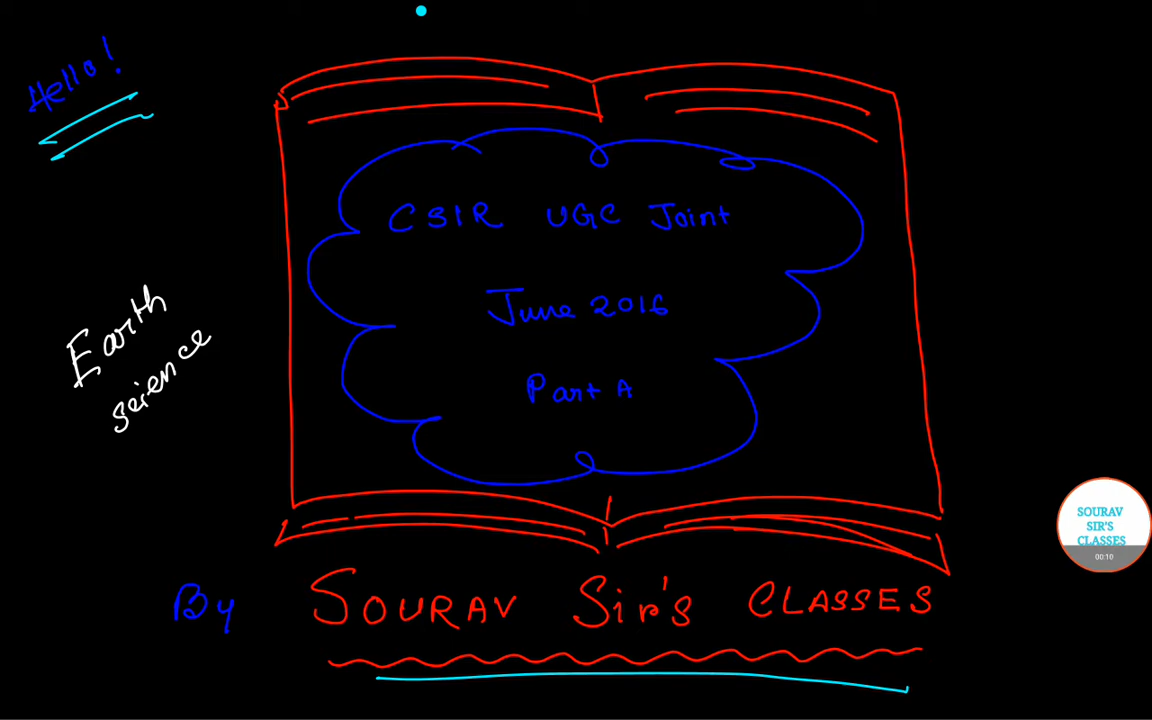 Hello!
CSIR UGC Joint
June 2016
Part A
Earth
science
By SOURAV Sir's CLASSES
SOURAV
SIR'S
CLASSES
00:10